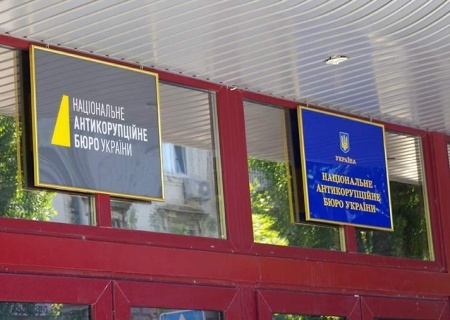 НАЦІОНАЛЬНЕ
АНТИКОРУПЦІЙНЕ
БЮРО УКРАЇНИ
УКРАЇНА
НАЦІОНАЛЬНЕ
АНТИКОРУПЦІЙНЕ
БЮРО УКРАЇНИ